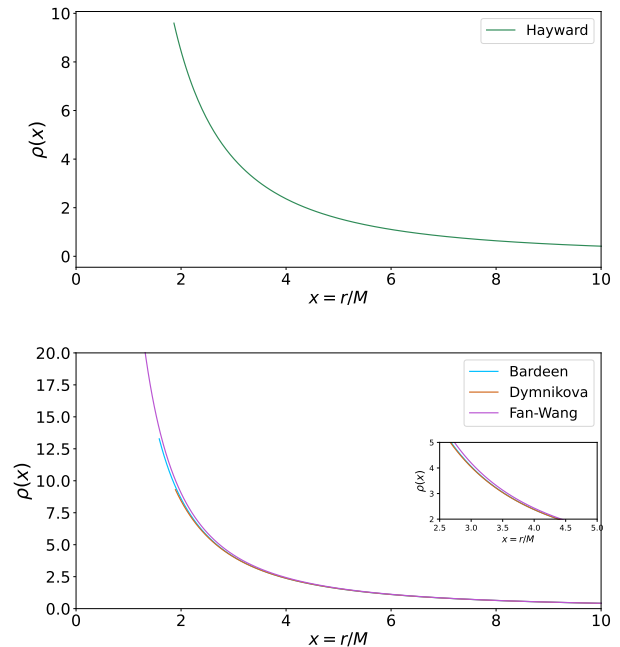 10
8
6
4
2
0
ρ(x)
Hayward
0 2 4 6 8 10
x = r/M
20.0
17.5
15.0
12.5
10.0
7.5
5.0
2.5
0.0
ρ(x)
Bardeen
Dymnikova
Fan-Wang
5
4
3
2
ρ(x)
2.5 3.0 3.5 4.0 4.5 5.0
x = r/M
0 2 4 6 8 10
x = r/M